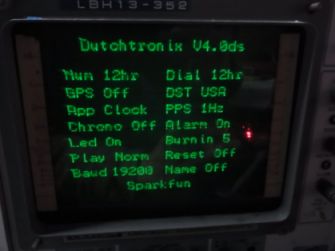 LBH13-352
Dutchtronix V4.0ds
Num 12hr Dial 12hr
GPS Off DST USA
App Clock PPS 1Hz
Chrono Off Alarm On
Led On Burnin 5
Play Norm Reset Off
Baud 19200 Name Off
Sparkfun